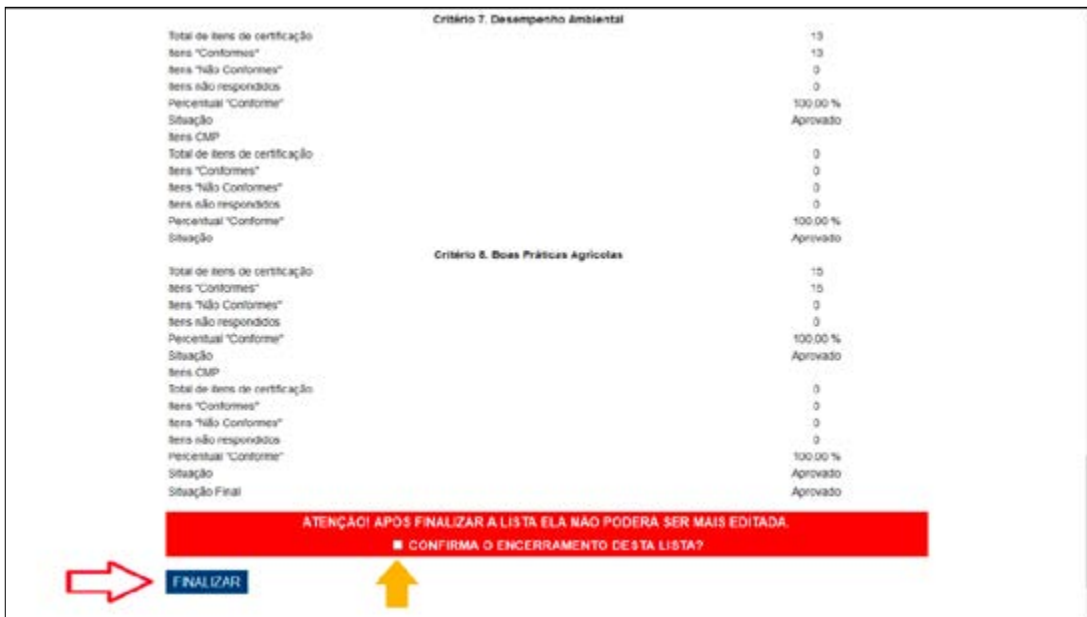 Critério 7. Desempenho Ambiental
Total de itens de certificação 13
Itens "Conformes" 13
Itens "Não Conformes" 0
Itens não respondidos 0
Percentual "Conforme" 100,00 %
Situação Aprovado
Itens CMP
Total de itens de certificação 0
Itens "Conformes" 0
Itens "Não Conformes" 0
Itens não respondidos 0
Percentual "Conforme" 100,00 %
Situação Aprovado
Critério 8. Boas Práticas Agrícolas
Total de itens de certificação 15
Itens "Conformes" 15
Itens "Não Conformes" 0
Itens não respondidos 0
Percentual "Conforme" 100,00 %
Situação Aprovado
Itens CMP
Total de itens de certificação 0
Itens "Conformes" 0
Itens "Não Conformes" 0
Itens não respondidos 0
Percentual "Conforme" 100,00 %
Situação Aprovado
Situação Final Aprovado
ATENÇÃO! APÓS FINALIZAR A LISTA ELA NÃO PODERÁ SER MAIS EDITADA.
CONFIRMA O ENCERRAMENTO DESTA LISTA?
FINALIZAR